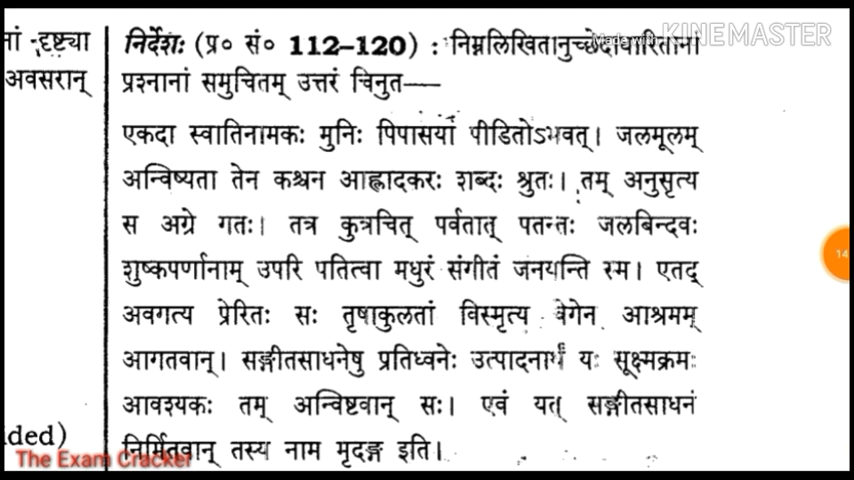 नां -दृष्ट्या
अवसरान्
ded)
Made with KINEMASTER
निर्देशः (प्र० सं० 112–120) : निम्नलिखितानुच्छेदाधारितानां
प्रश्नानां समुचितम् उत्तरं चिनुत—
एकदा स्वातिनामकः मुनिः पिपासया पीडितोऽभवत्। जलमूलम्
अन्विष्यता तेन कश्चन आह्लादकरः शब्दः श्रुतः। तम् अनुसृत्य
स अग्रे गतः। तत्र कुत्रचित् पर्वतात् पतन्तः जलबिन्दवः
शुष्कपर्णानाम् उपरि पतित्वा मधुरं संगीतं जनयन्ति स्म। एतद्
अवगत्य प्रेरितः सः तृषाकुलतां विस्मृत्य वेगेन आश्रमम्
आगतवान्। सङ्गीतसाधनेषु प्रतिध्वनेः उत्पादनार्थं यः सूक्ष्मक्रमः
आवश्यकः तम् अन्विष्टवान् सः। एवं यत् सङ्गीतसाधनं
निर्मितवान् तस्य नाम मृदङ्ग इति।
The Exam Cracker
14